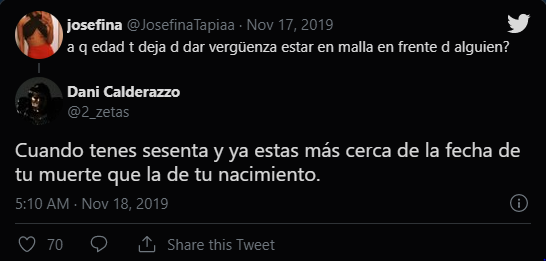 josefina @JosefinaTapiaa · Nov 17, 2019
a q edad t deja d dar vergüenza estar en malla en frente d alguien?
Dani Calderazzo
@2_zetas
Cuando tenes sesenta y ya estas más cerca de la fecha de
tu muerte que la de tu nacimiento.
5:10 AM · Nov 18, 2019
70 Share this Tweet